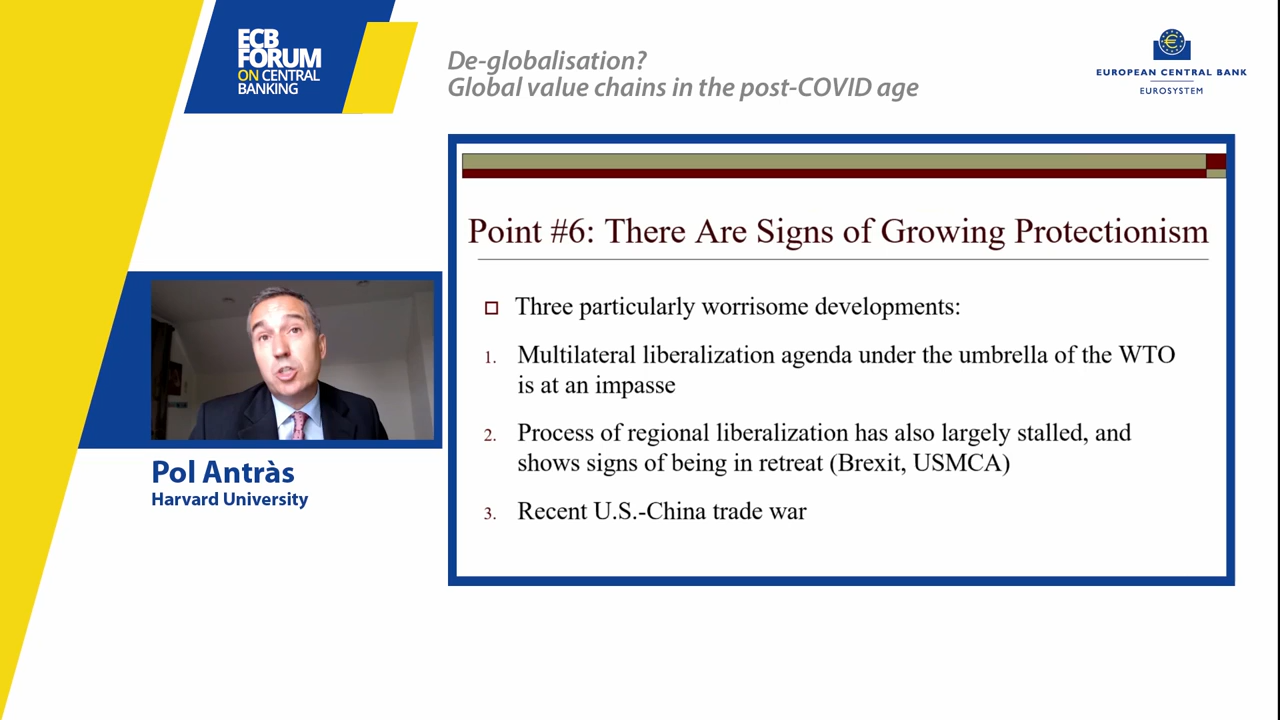 ECB
FORUM
ON CENTRAL
BANKING
De-globalisation?
Global value chains in the post-COVID age
EUROPEAN CENTRAL BANK
EUROSYSTEM
Point #6: There Are Signs of Growing Protectionism
Three particularly worrisome developments:
1. Multilateral liberalization agenda under the umbrella of the WTO
is at an impasse
2. Process of regional liberalization has also largely stalled, and
shows signs of being in retreat (Brexit, USMCA)
3. Recent U.S.-China trade war
Pol Antràs
Harvard University